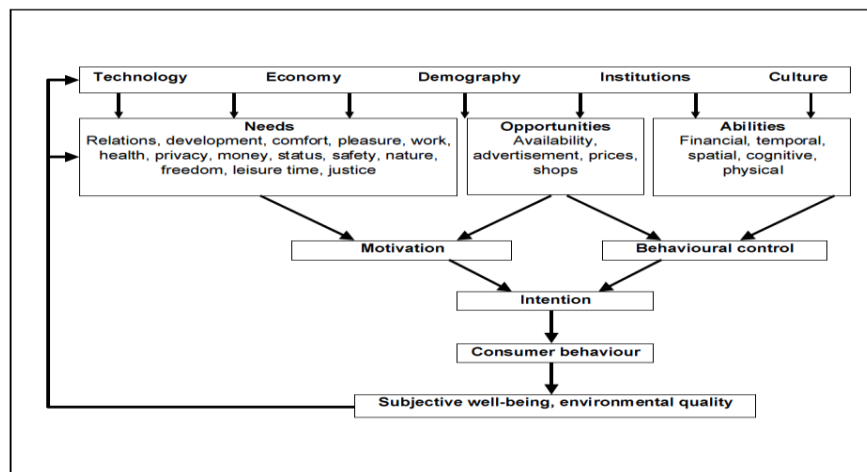 Technology Economy Demography Institutions Culture
Needs
Relations, development, comfort, pleasure, work,
health, privacy, money, status, safety, nature,
freedom, leisure time, justice
Opportunities
Availability,
advertisement, prices,
shops
Abilities
Financial, temporal,
spatial, cognitive,
physical
Motivation
Behavioural control
Intention
Consumer behaviour
Subjective well-being, environmental quality